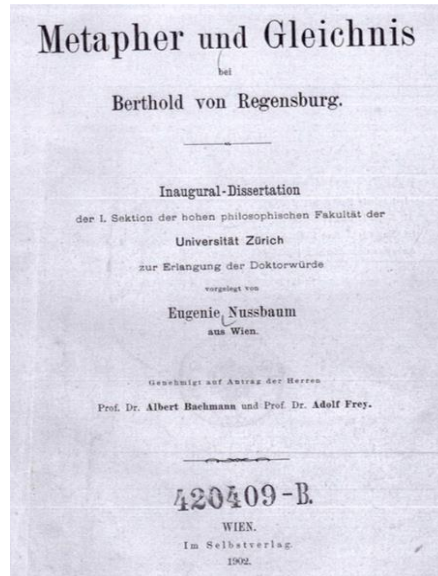 Metapher und Gleichnis
bei
Berthold von Regensburg.
Inaugural-Dissertation
der I. Sektion der hohen philosophischen Fakultät der
Universität Zürich
zur Erlangung der Doktorwürde
vorgelegt von
Eugenie Nussbaum
aus Wien.
Genehmigt auf Antrag der Herren
Prof. Dr. Albert Bachmann und Prof. Dr. Adolf Frey.
420409-B.
WIEN.
Im Selbstverlag.
1902.